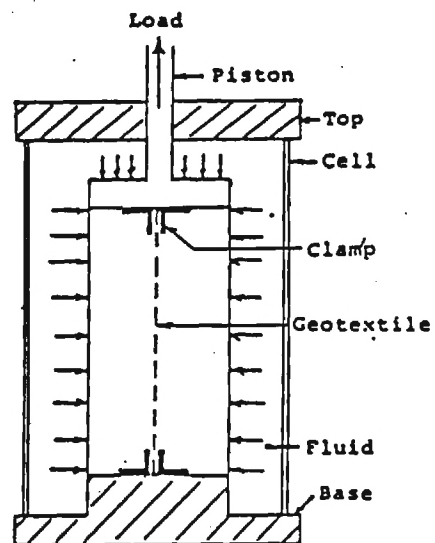 Load
Piston
Top
Cell
Clamp
Geotextile
Fluid
Base